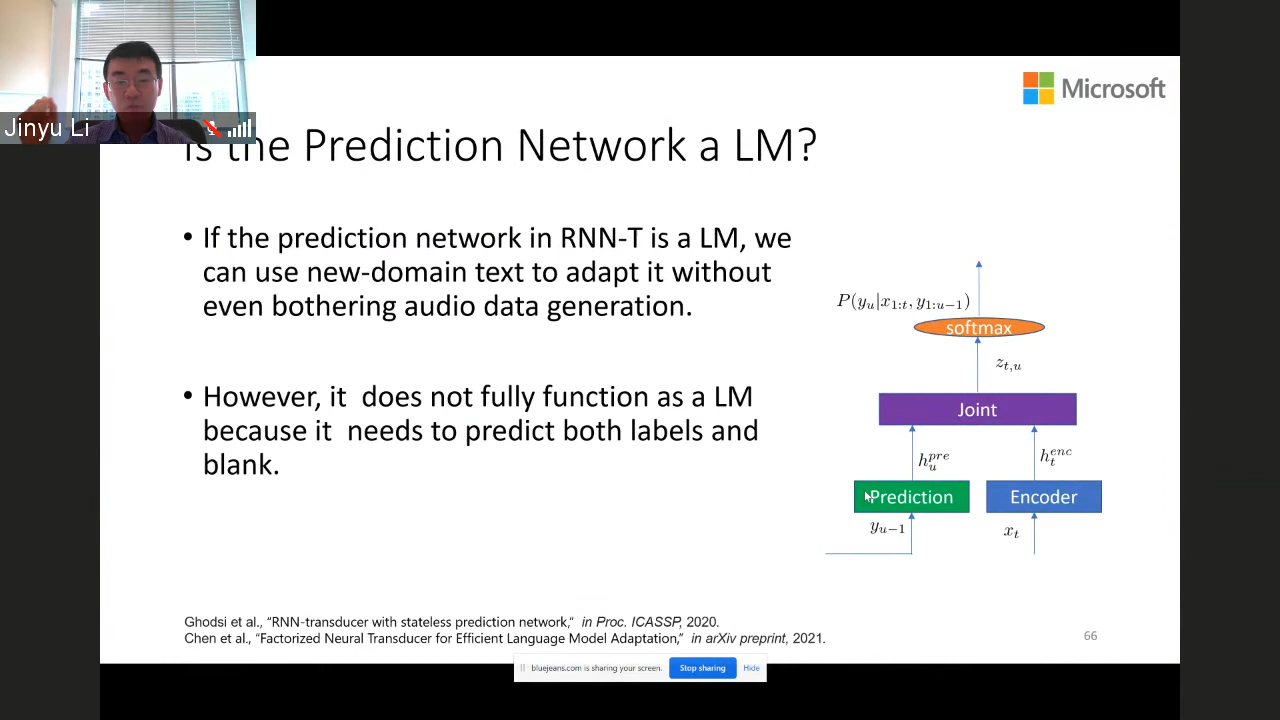 Jinyu Li
Microsoft
Is the Prediction Network a LM?
• If the prediction network in RNN-T is a LM, we
can use new-domain text to adapt it without
even bothering audio data generation.
• However, it  does not fully function as a LM
because it  needs to predict both labels and
blank.
P(y_u|x_{1:t}, y_{1:u−1})
softmax
z_{t,u}
Joint
h_u^{pre}
h_t^{enc}
Prediction
Encoder
y_{u−1}
x_t
Ghodsi et al., “RNN-transducer with stateless prediction network,“ in Proc. ICASSP, 2020.
Chen et al., “Factorized Neural Transducer for Efficient Language Model Adaptation,” in arXiv preprint, 2021.
66
bluejeans.com is sharing your screen.
Stop sharing
Hide